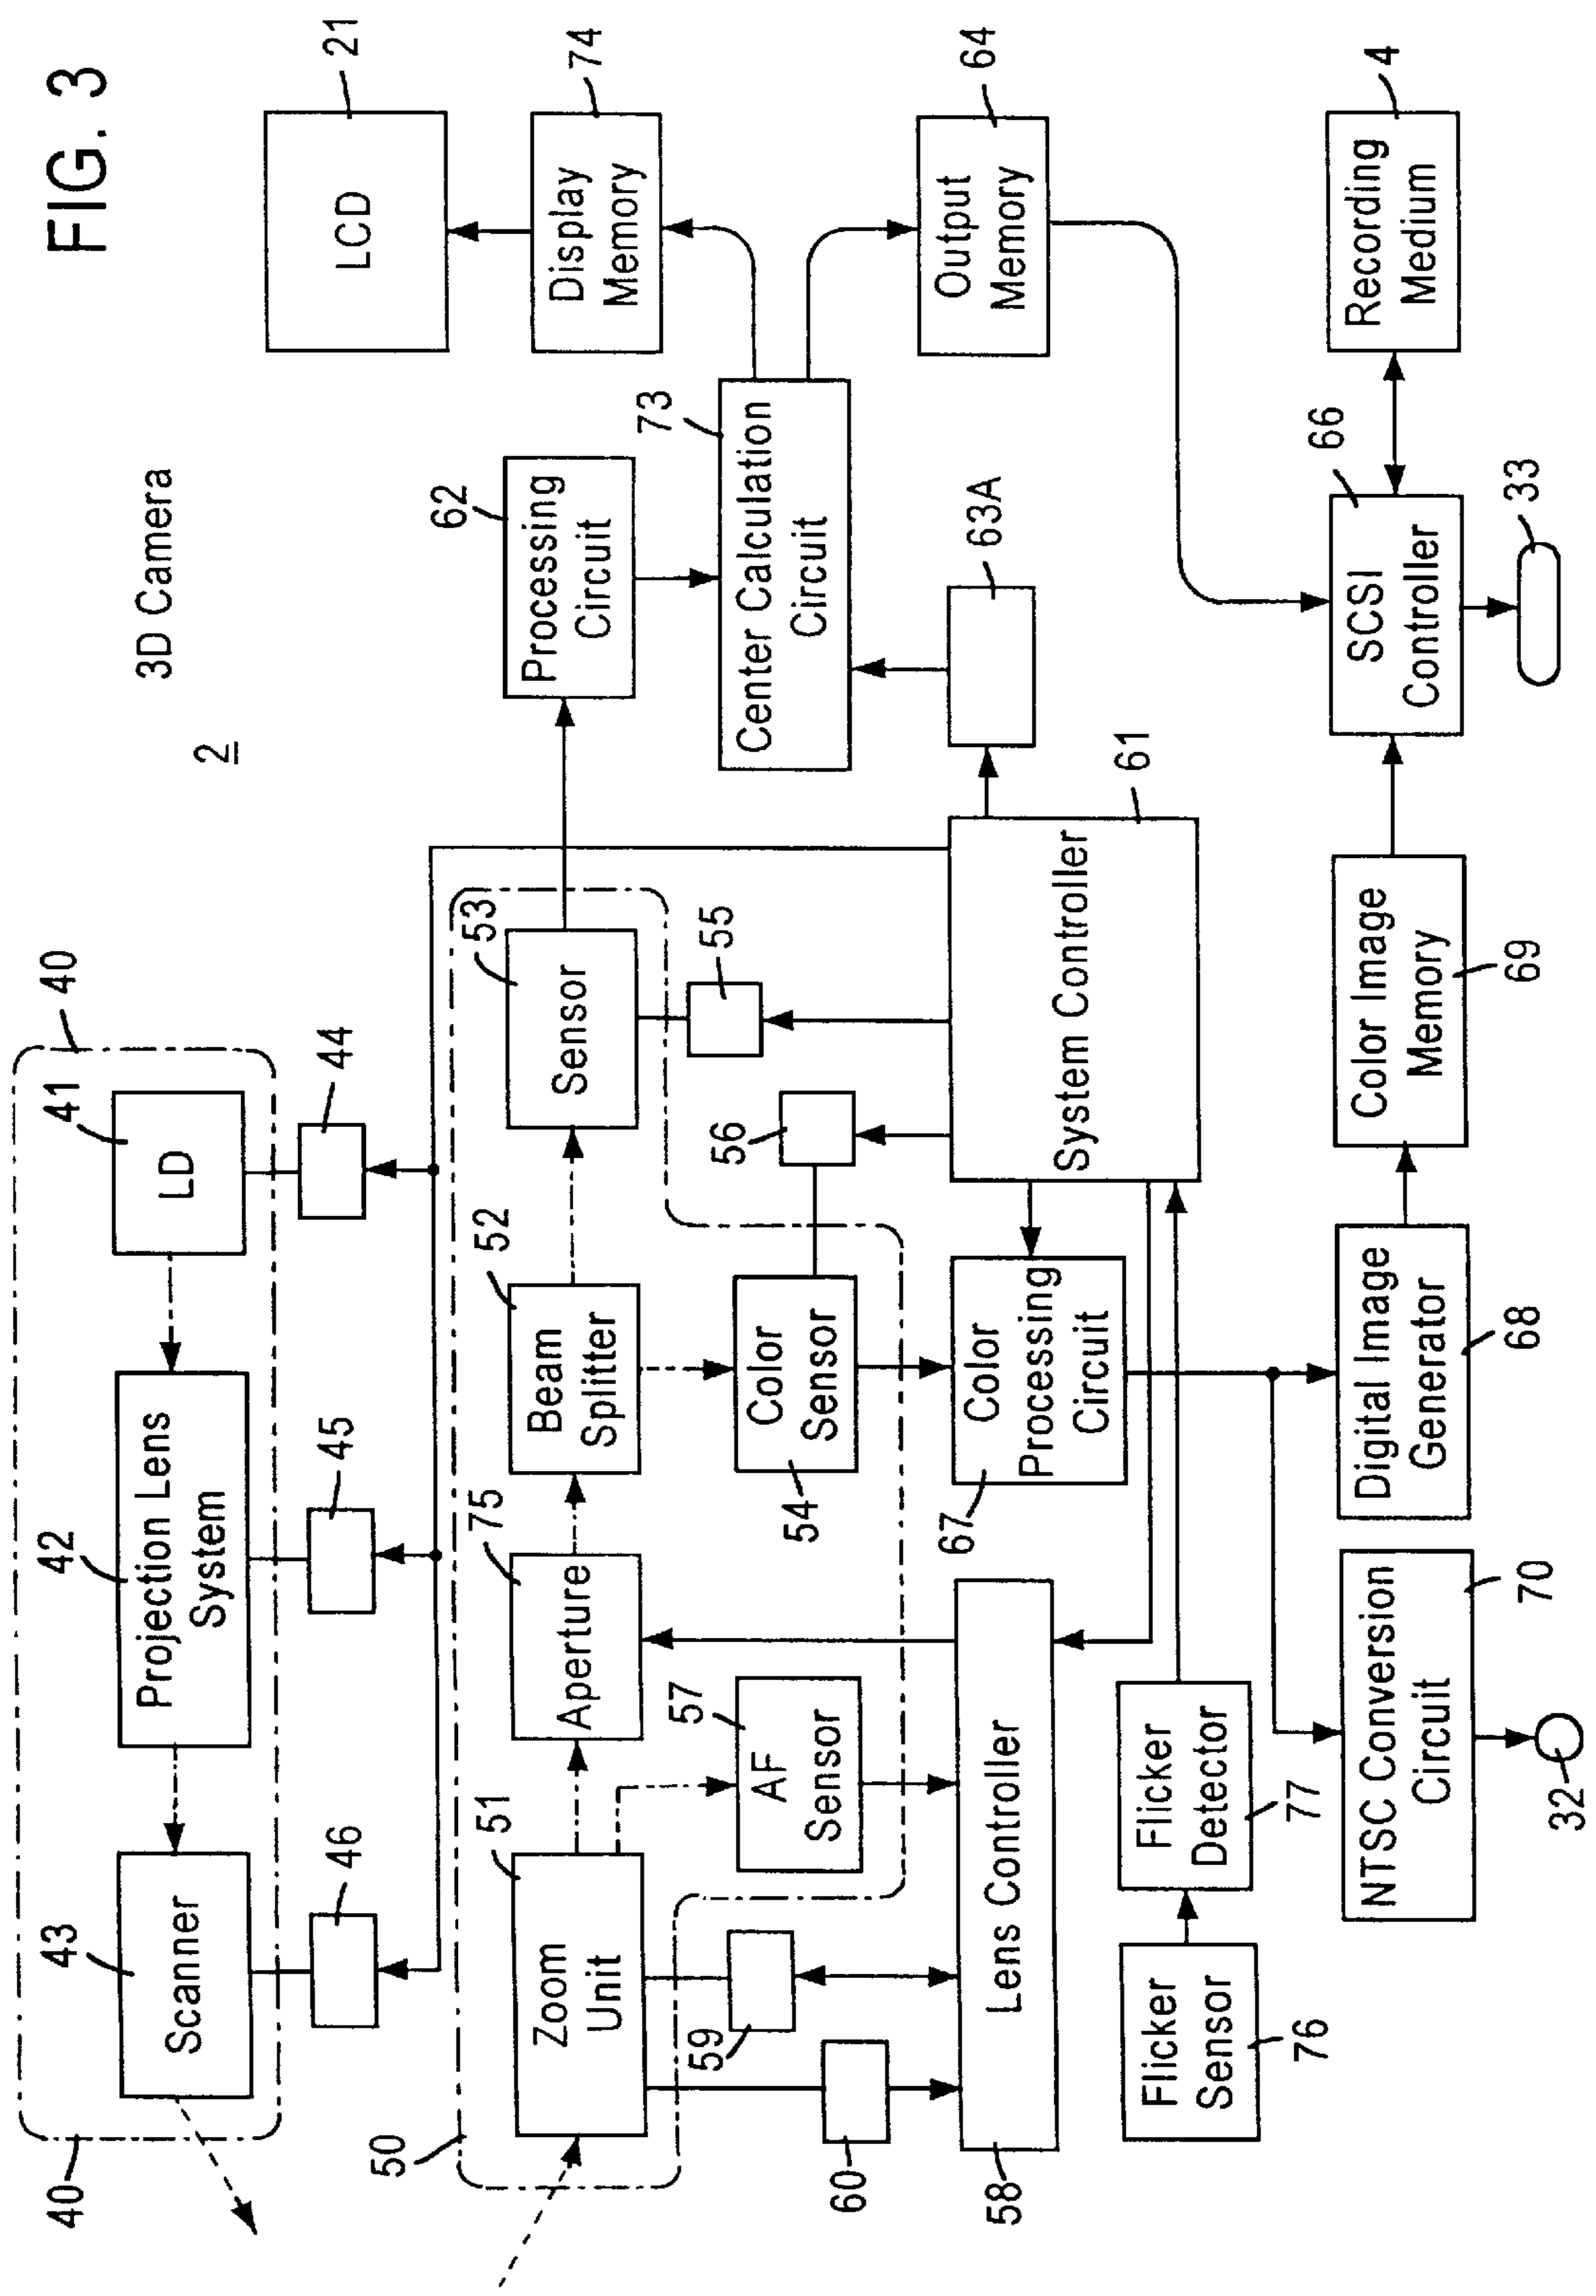 FIG. 3
3D Camera
2
40
41
LD
42
Projection Lens
System
43
Scanner
40
44
45
46
21
LCD
74
Display
Memory
62
Processing
Circuit
73
Center Calculation
Circuit
64
Output
Memory
63A
50
51
Zoom
Unit
75
Aperture
52
Beam
Splitter
53
Sensor
55
56
Color
Sensor
54
57
AF
Sensor
59
60
Lens Controller
58
61
System Controller
Color
Processing
Circuit
67
Flicker
Detector
77
Flicker
Sensor
76
NTSC Conversion
Circuit
70
32
Digital Image
Generator
68
Color Image
Memory
69
66
SCSI
Controller
33
4
Recording
Medium